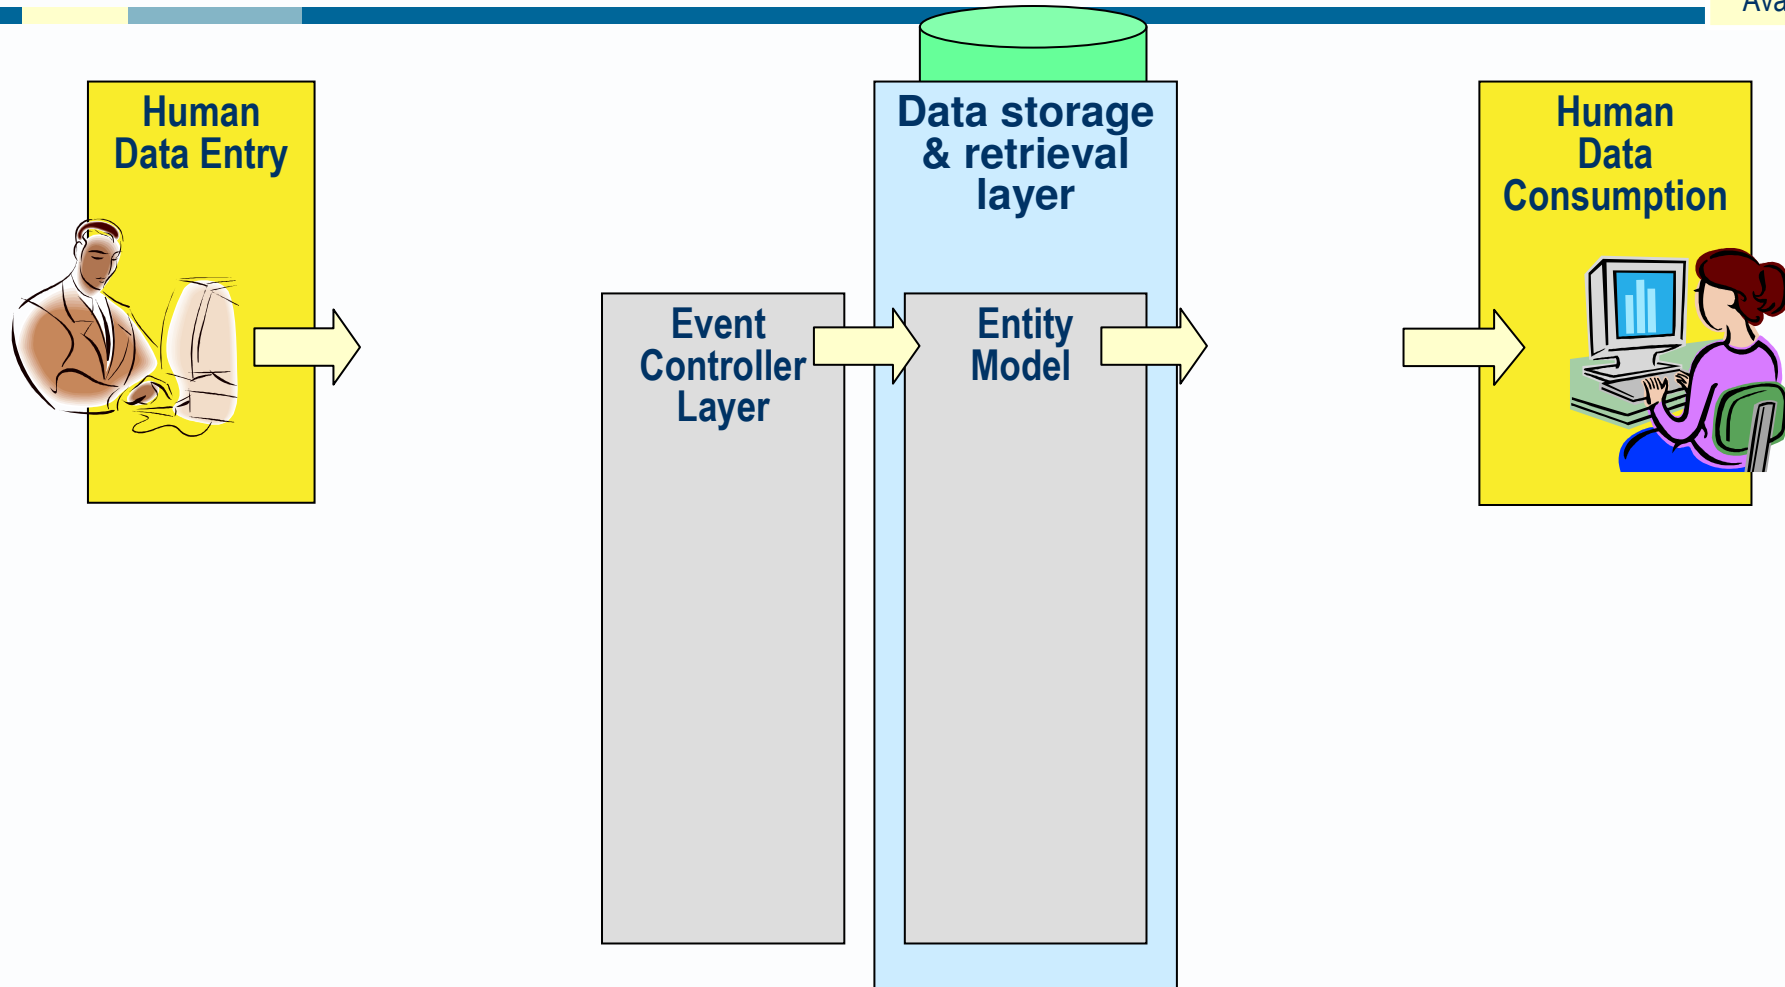 Human
Data Entry
Data storage
& retrieval
layer
Human
Data
Consumption
Event
Controller
Layer
Entity
Model